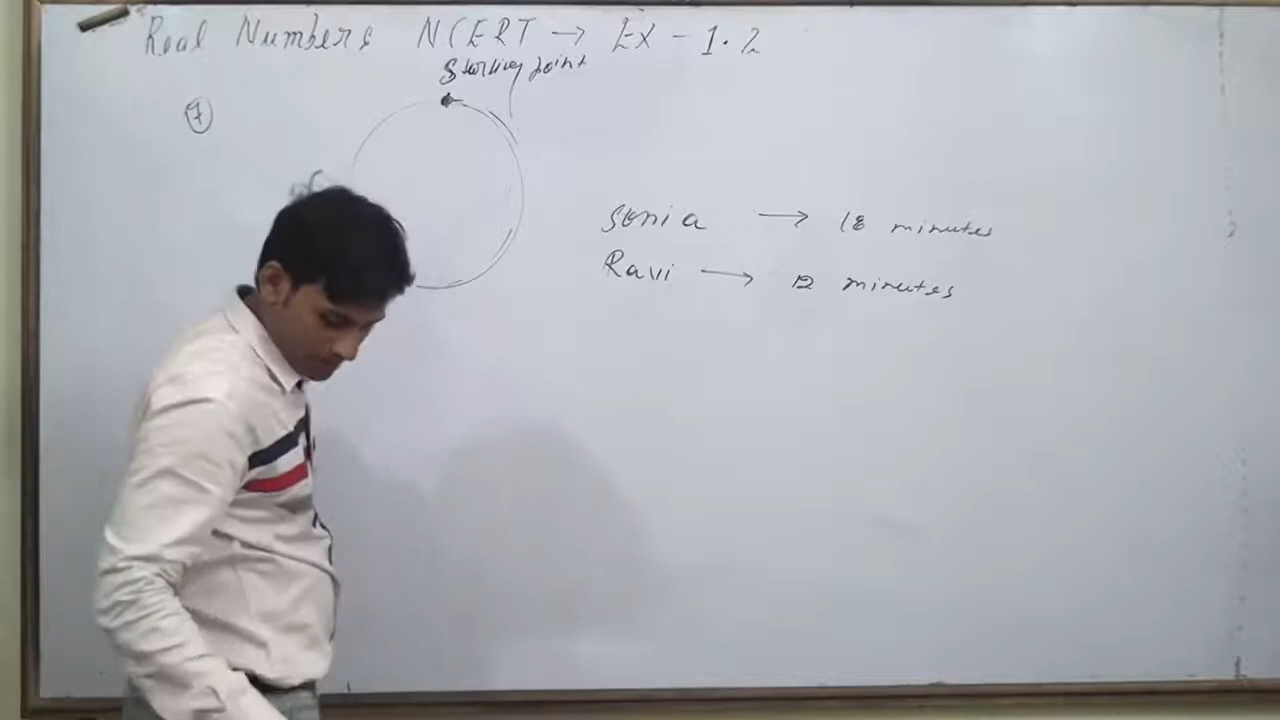 Real Numbers NCERT → Ex - 1.2
Starting point
7
Sonia → 18 minutes
Ravi → 12 minutes